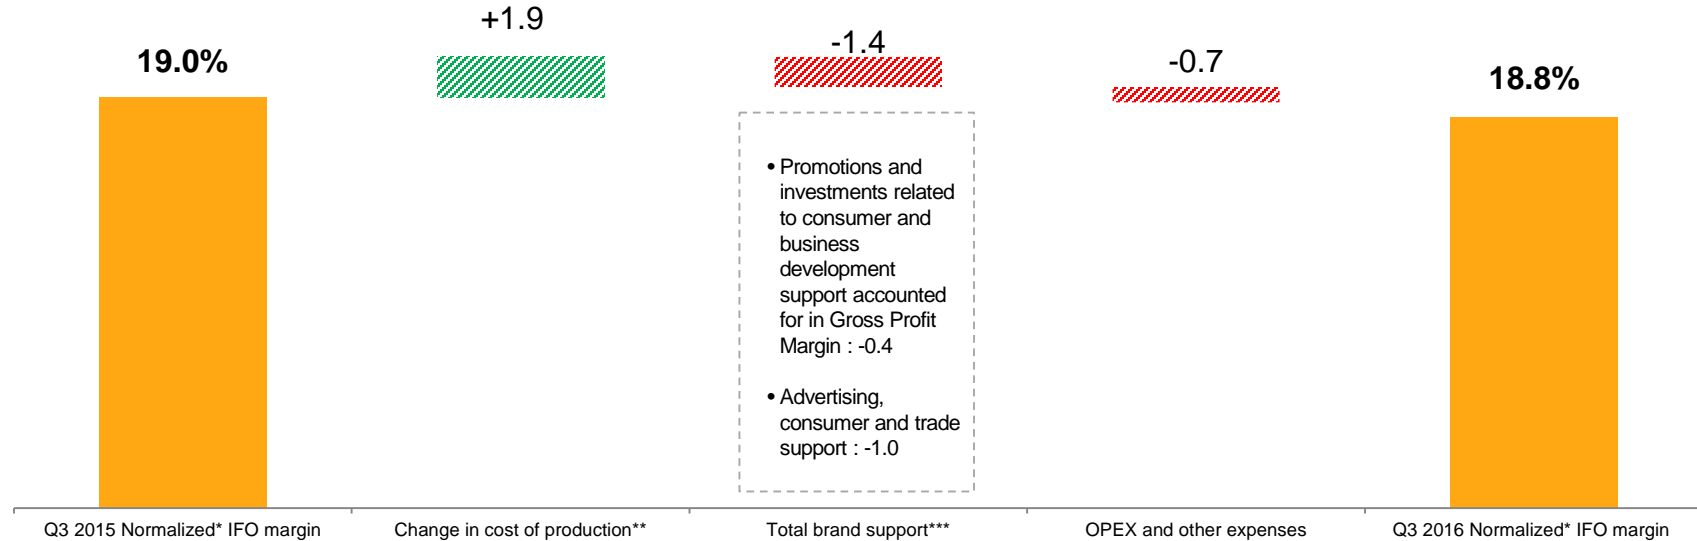 +1.9
-1.4
-0.7
19.0%
18.8%
• Promotions and
investments related
to consumer and
business
development
support accounted
for in Gross Profit
Margin : -0.4
• Advertising,
consumer and trade
support : -1.0
Q3 2015 Normalized* IFO margin
Change in cost of production**
Total brand support***
OPEX and other expenses
Q3 2016 Normalized* IFO margin